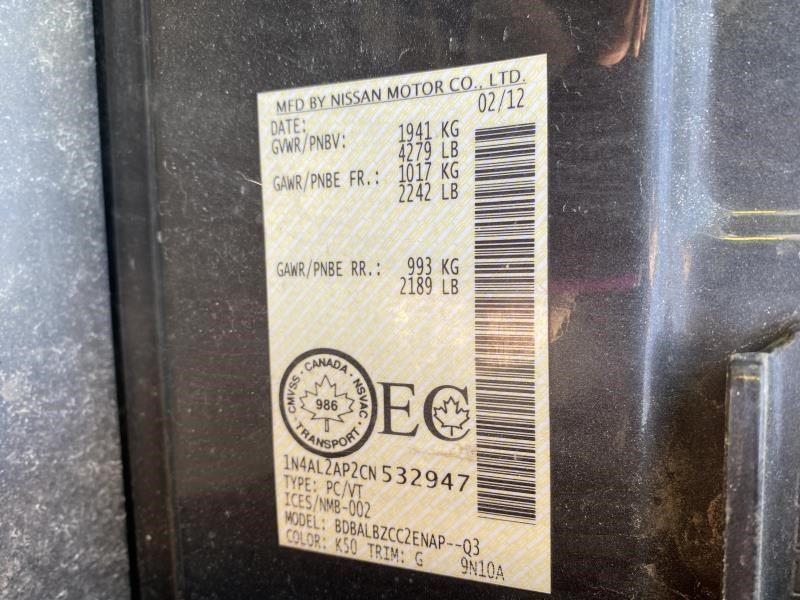 MFD BY NISSAN MOTOR CO., LTD.
DATE: 02/12
GVWR/PNBV: 1941 KG
4279 LB
GAWR/PNBE FR.: 1017 KG
2242 LB
GAWR/PNBE RR.: 993 KG
2189 LB
CMVSS · CANADA · NSVAC · TRANSPORT ·
986
EC
1N4AL2AP2CN532947
TYPE: PC/VT
ICES/NMB-002
MODEL: BDBALBZCC2ENAP--Q3
COLOR: K50 TRIM: G 9N10A